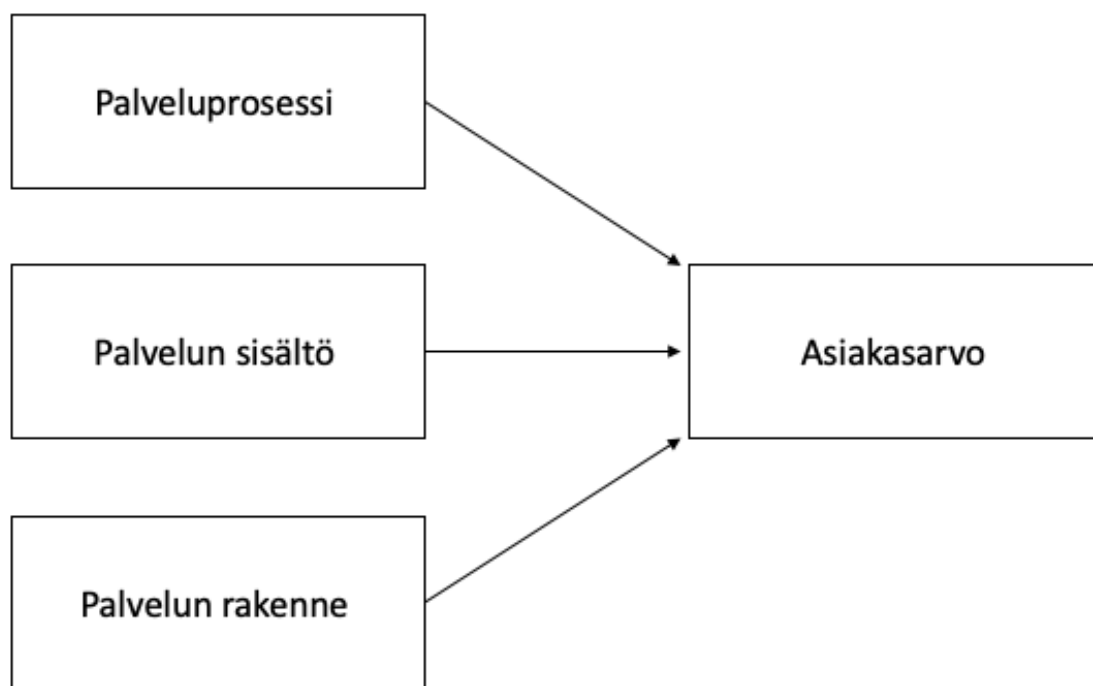 Palveluprosessi
Palvelun sisältö
Asiakasarvo
Palvelun rakenne